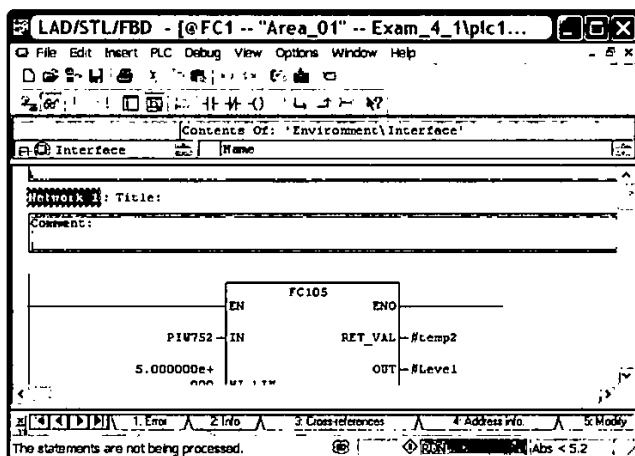 LAD/STL/FBD - [@FC1 -- "Area_01" -- Exam_4_1\plc1...
File Edit Insert PLC Debug View Options Window Help
Contents Of: 'Environment\Interface'
Interface
Name
Network 1: Title:
Comment:
FC105
EN ENO
PIW752 IN RET_VAL #temp2
5.000000e+ OUT #Level
000 HI_LIM
1: Error 2: Info 3: Cross-references 4: Address info. 5: Modify
The statements are not being processed. RUN Abs < 5.2